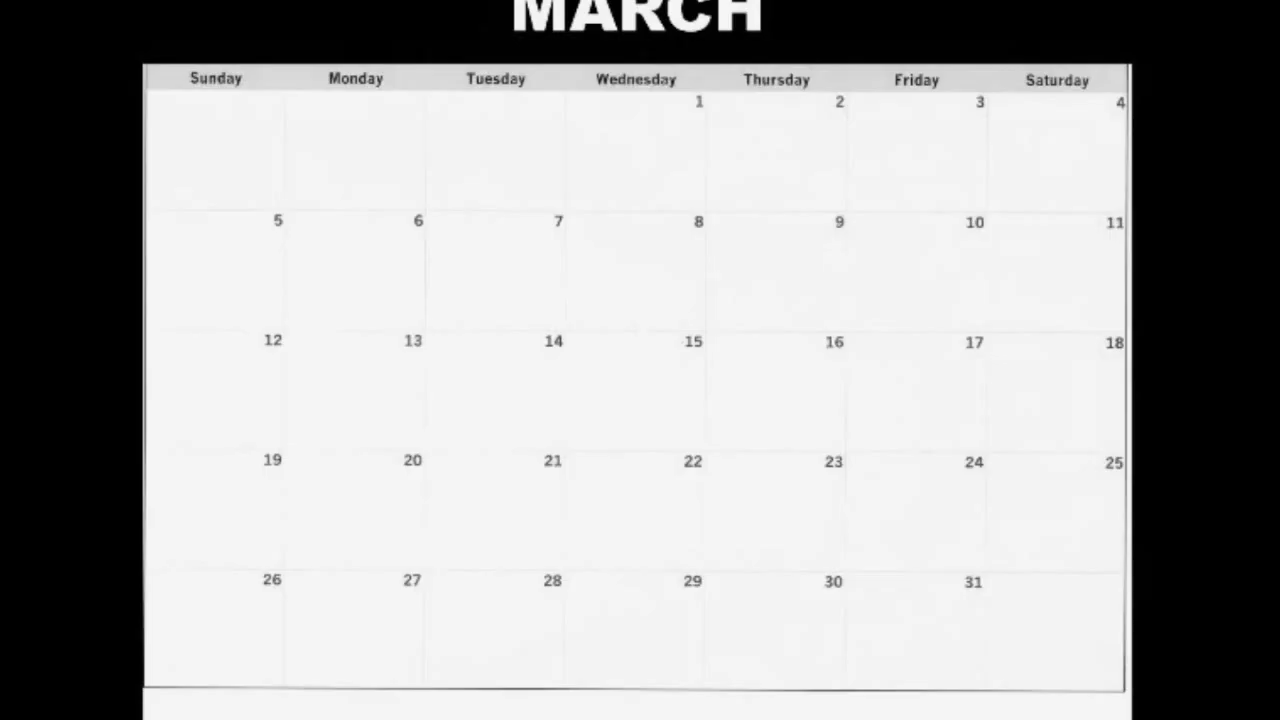 MARCH
Sunday Monday Tuesday Wednesday Thursday Friday Saturday
1 2 3 4
5 6 7 8 9 10 11
12 13 14 15 16 17 18
19 20 21 22 23 24 25
26 27 28 29 30 31